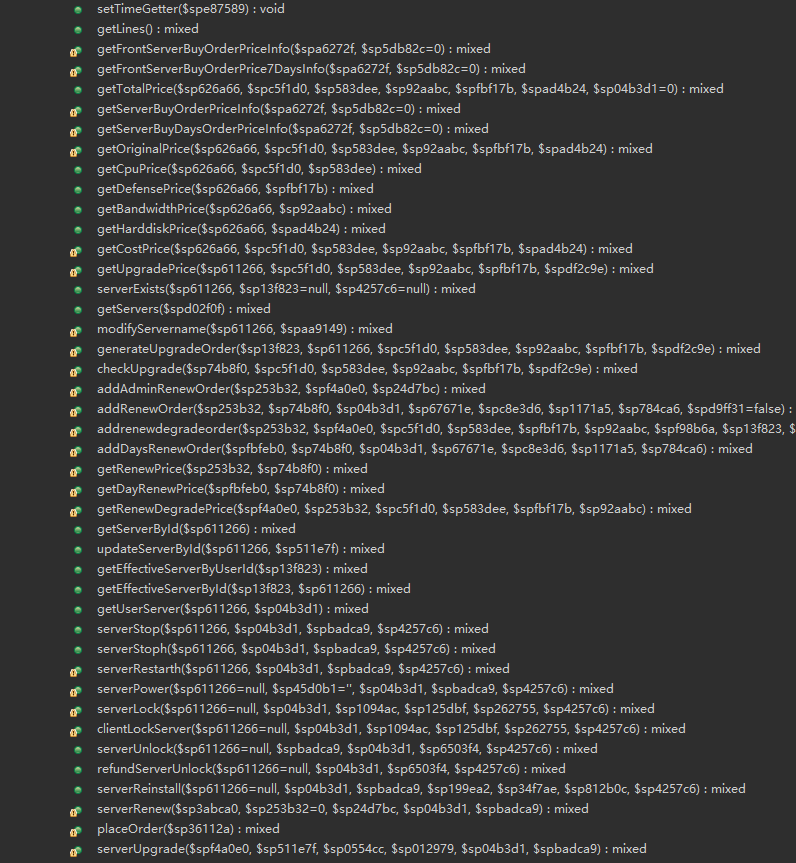 setTimeGetter($spe87589) : void
getLines() : mixed
getFrontServerBuyOrderPriceInfo($spa6272f, $sp5db82c=0) : mixed
getFrontServerBuyOrderPrice7DaysInfo($spa6272f, $sp5db82c=0) : mixed
getTotalPrice($sp626a66, $spc5f1d0, $sp583dee, $sp92aabc, $spfbf17b, $spad4b24, $sp04b3d1=0) : mixed
getServerBuyOrderPriceInfo($spa6272f, $sp5db82c=0) : mixed
getServerBuyDaysOrderPriceInfo($spa6272f, $sp5db82c=0) : mixed
getOriginalPrice($sp626a66, $spc5f1d0, $sp583dee, $sp92aabc, $spfbf17b, $spad4b24) : mixed
getCpuPrice($sp626a66, $spc5f1d0, $sp583dee) : mixed
getDefensePrice($sp626a66, $spfbf17b) : mixed
getBandwidthPrice($sp626a66, $sp92aabc) : mixed
getHarddiskPrice($sp626a66, $spad4b24) : mixed
getCostPrice($sp626a66, $spc5f1d0, $sp583dee, $sp92aabc, $spfbf17b, $spad4b24) : mixed
getUpgradePrice($sp611266, $spc5f1d0, $sp583dee, $sp92aabc, $spfbf17b, $spdf2c9e) : mixed
serverExists($sp611266, $sp13f823=null, $sp4257c6=null) : mixed
getServers($spd02f0f) : mixed
modifyServername($sp611266, $spaa9149) : mixed
generateUpgradeOrder($sp13f823, $sp611266, $spc5f1d0, $sp583dee, $sp92aabc, $spfbf17b, $spdf2c9e) : mixed
checkUpgrade($sp74b8f0, $spc5f1d0, $sp583dee, $sp92aabc, $spfbf17b, $spdf2c9e) : mixed
addAdminRenewOrder($sp253b32, $spf4a0e0, $sp24d7bc) : mixed
addRenewOrder($sp253b32, $sp74b8f0, $sp04b3d1, $sp67671e, $spc8e3d6, $sp1171a5, $sp784ca6, $spd9ff31=false) :
addrenewdegradeorder($sp253b32, $spf4a0e0, $spc5f1d0, $sp583dee, $spfbf17b, $sp92aabc, $spf98b6a, $sp13f823, $
addDaysRenewOrder($spfbfeb0, $sp74b8f0, $sp04b3d1, $sp67671e, $spc8e3d6, $sp1171a5, $sp784ca6) : mixed
getRenewPrice($sp253b32, $sp74b8f0) : mixed
getDayRenewPrice($spfbfeb0, $sp74b8f0) : mixed
getRenewDegradePrice($spf4a0e0, $sp253b32, $spc5f1d0, $sp583dee, $spfbf17b, $sp92aabc) : mixed
getServerById($sp611266) : mixed
updateServerById($sp611266, $sp511e7f) : mixed
getEffectiveServerByUserId($sp13f823) : mixed
getEffectiveServerById($sp13f823, $sp611266) : mixed
getUserServer($sp611266, $sp04b3d1) : mixed
serverStop($sp611266, $sp04b3d1, $spbadca9, $sp4257c6) : mixed
serverStoph($sp611266, $sp04b3d1, $spbadca9, $sp4257c6) : mixed
serverRestarth($sp611266, $sp04b3d1, $spbadca9, $sp4257c6) : mixed
serverPower($sp611266=null, $sp45d0b1='', $sp04b3d1, $spbadca9, $sp4257c6) : mixed
serverLock($sp611266=null, $sp04b3d1, $sp1094ac, $sp125dbf, $sp262755, $sp4257c6) : mixed
clientLockServer($sp611266=null, $sp04b3d1, $sp1094ac, $sp125dbf, $sp262755, $sp4257c6) : mixed
serverUnlock($sp611266=null, $spbadca9, $sp04b3d1, $sp6503f4, $sp4257c6) : mixed
refundServerUnlock($sp611266=null, $sp04b3d1, $sp6503f4, $sp4257c6) : mixed
serverReinstall($sp611266=null, $sp04b3d1, $spbadca9, $sp199ea2, $sp34f7ae, $sp812b0c, $sp4257c6) : mixed
serverRenew($sp3abca0, $sp253b32=0, $sp24d7bc, $sp04b3d1, $spbadca9) : mixed
placeOrder($sp36112a) : mixed
serverUpgrade($spf4a0e0, $sp511e7f, $sp0554cc, $sp012979, $sp04b3d1, $spbadca9) : mixed